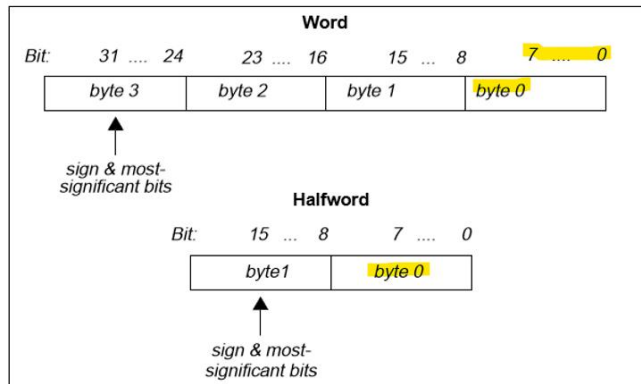 Word
Bit: 31 .... 24 23 .... 16 15 ... 8 7 .... 0
byte 3 byte 2 byte 1 byte 0
sign & most-
significant bits
Halfword
Bit: 15 ... 8 7 .... 0
byte1 byte 0
sign & most-
significant bits